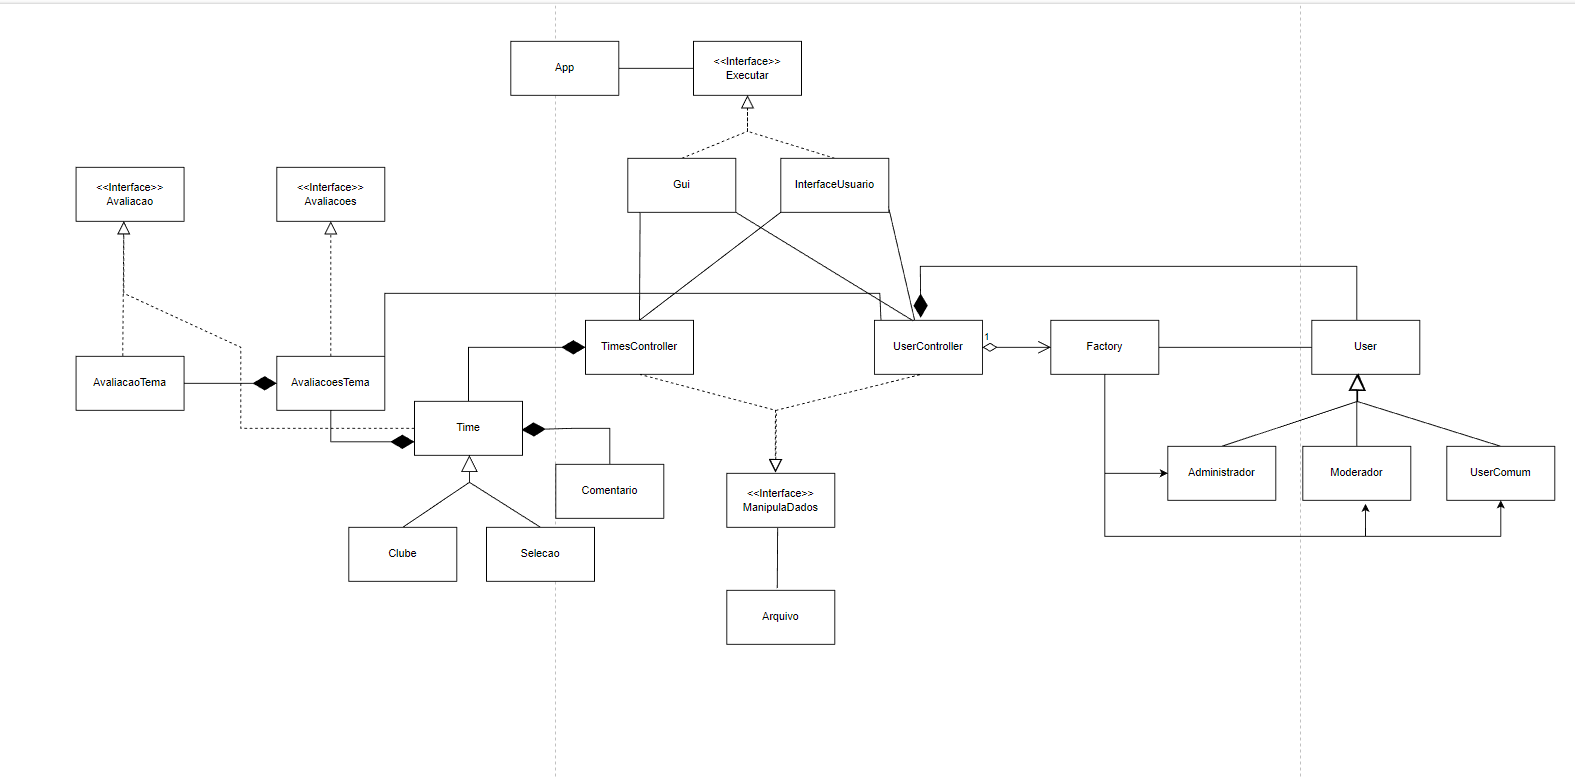 App
<<Interface>>
Executar
<<Interface>>
Avaliacao
<<Interface>>
Avaliacoes
Gui
InterfaceUsuario
TimesController
UserController
1
Factory
User
AvaliacaoTema
AvaliacoesTema
Time
Comentario
<<Interface>>
ManipulaDados
Administrador
Moderador
UserComum
Clube
Selecao
Arquivo